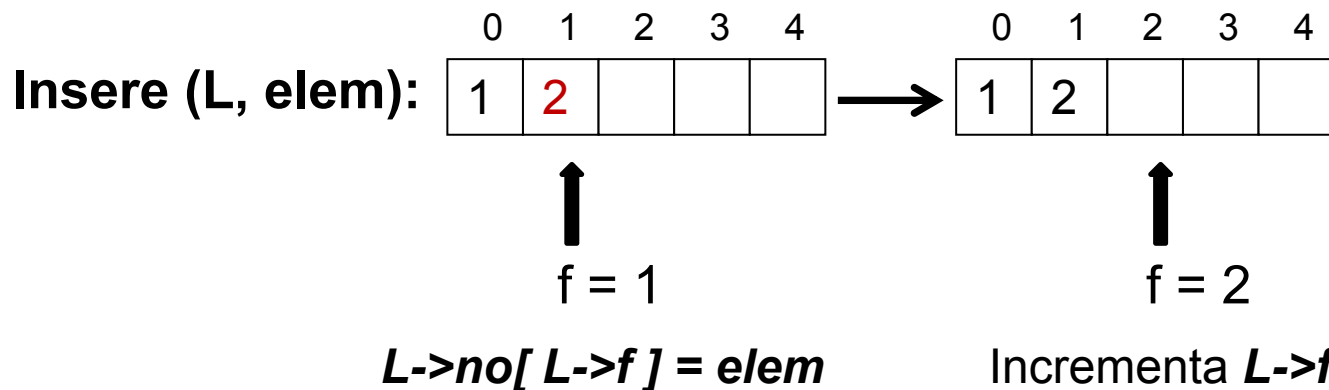 0 1 2 3 4 0 1 2 3 4
Insere (L, elem): 1 2 1 2
f = 1 f = 2
L->no[ L->f ] = elem Incrementa L->f